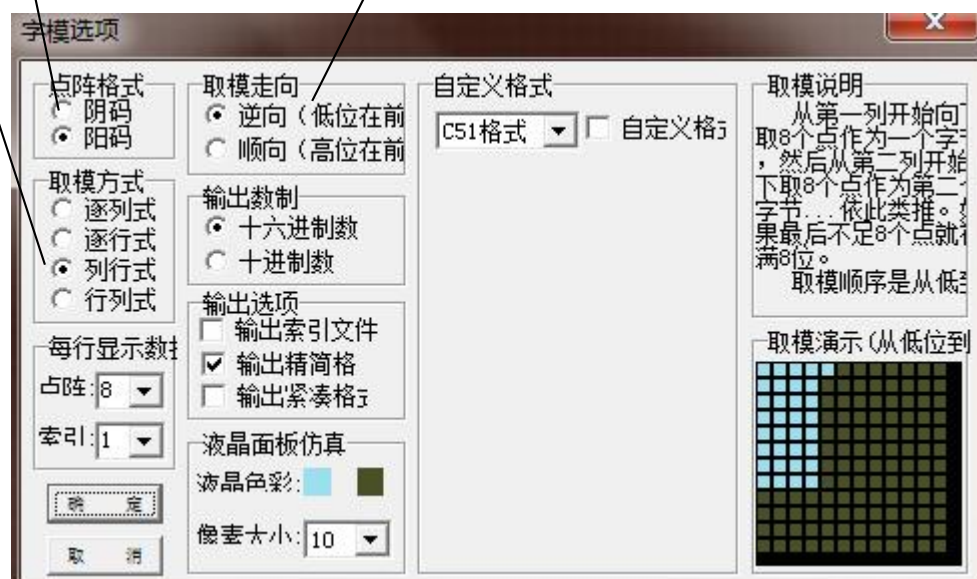 字模选项
X
点阵格式
阴码
阳码
取模方式
逐列式
逐行式
列行式
行列式
每行显示数
点阵:8
索引:1
确 定
取 消
取模走向
逆向（低位在前
顺向（高位在前
输出数制
十六进制数
十进制数
输出选项
输出索引文件
输出精简格
输出紧凑格
液晶面板仿真
液晶色彩:
像素大小:10
自定义格式
C51格式
自定义格
取模说明
从第一列开始向
取8个点作为一个字
，然后从第二列开始
下取8个点作为第二
字节...依此类推。
果最后不足8个点就
满8位。
取模顺序是从低
取模演示(从低位到